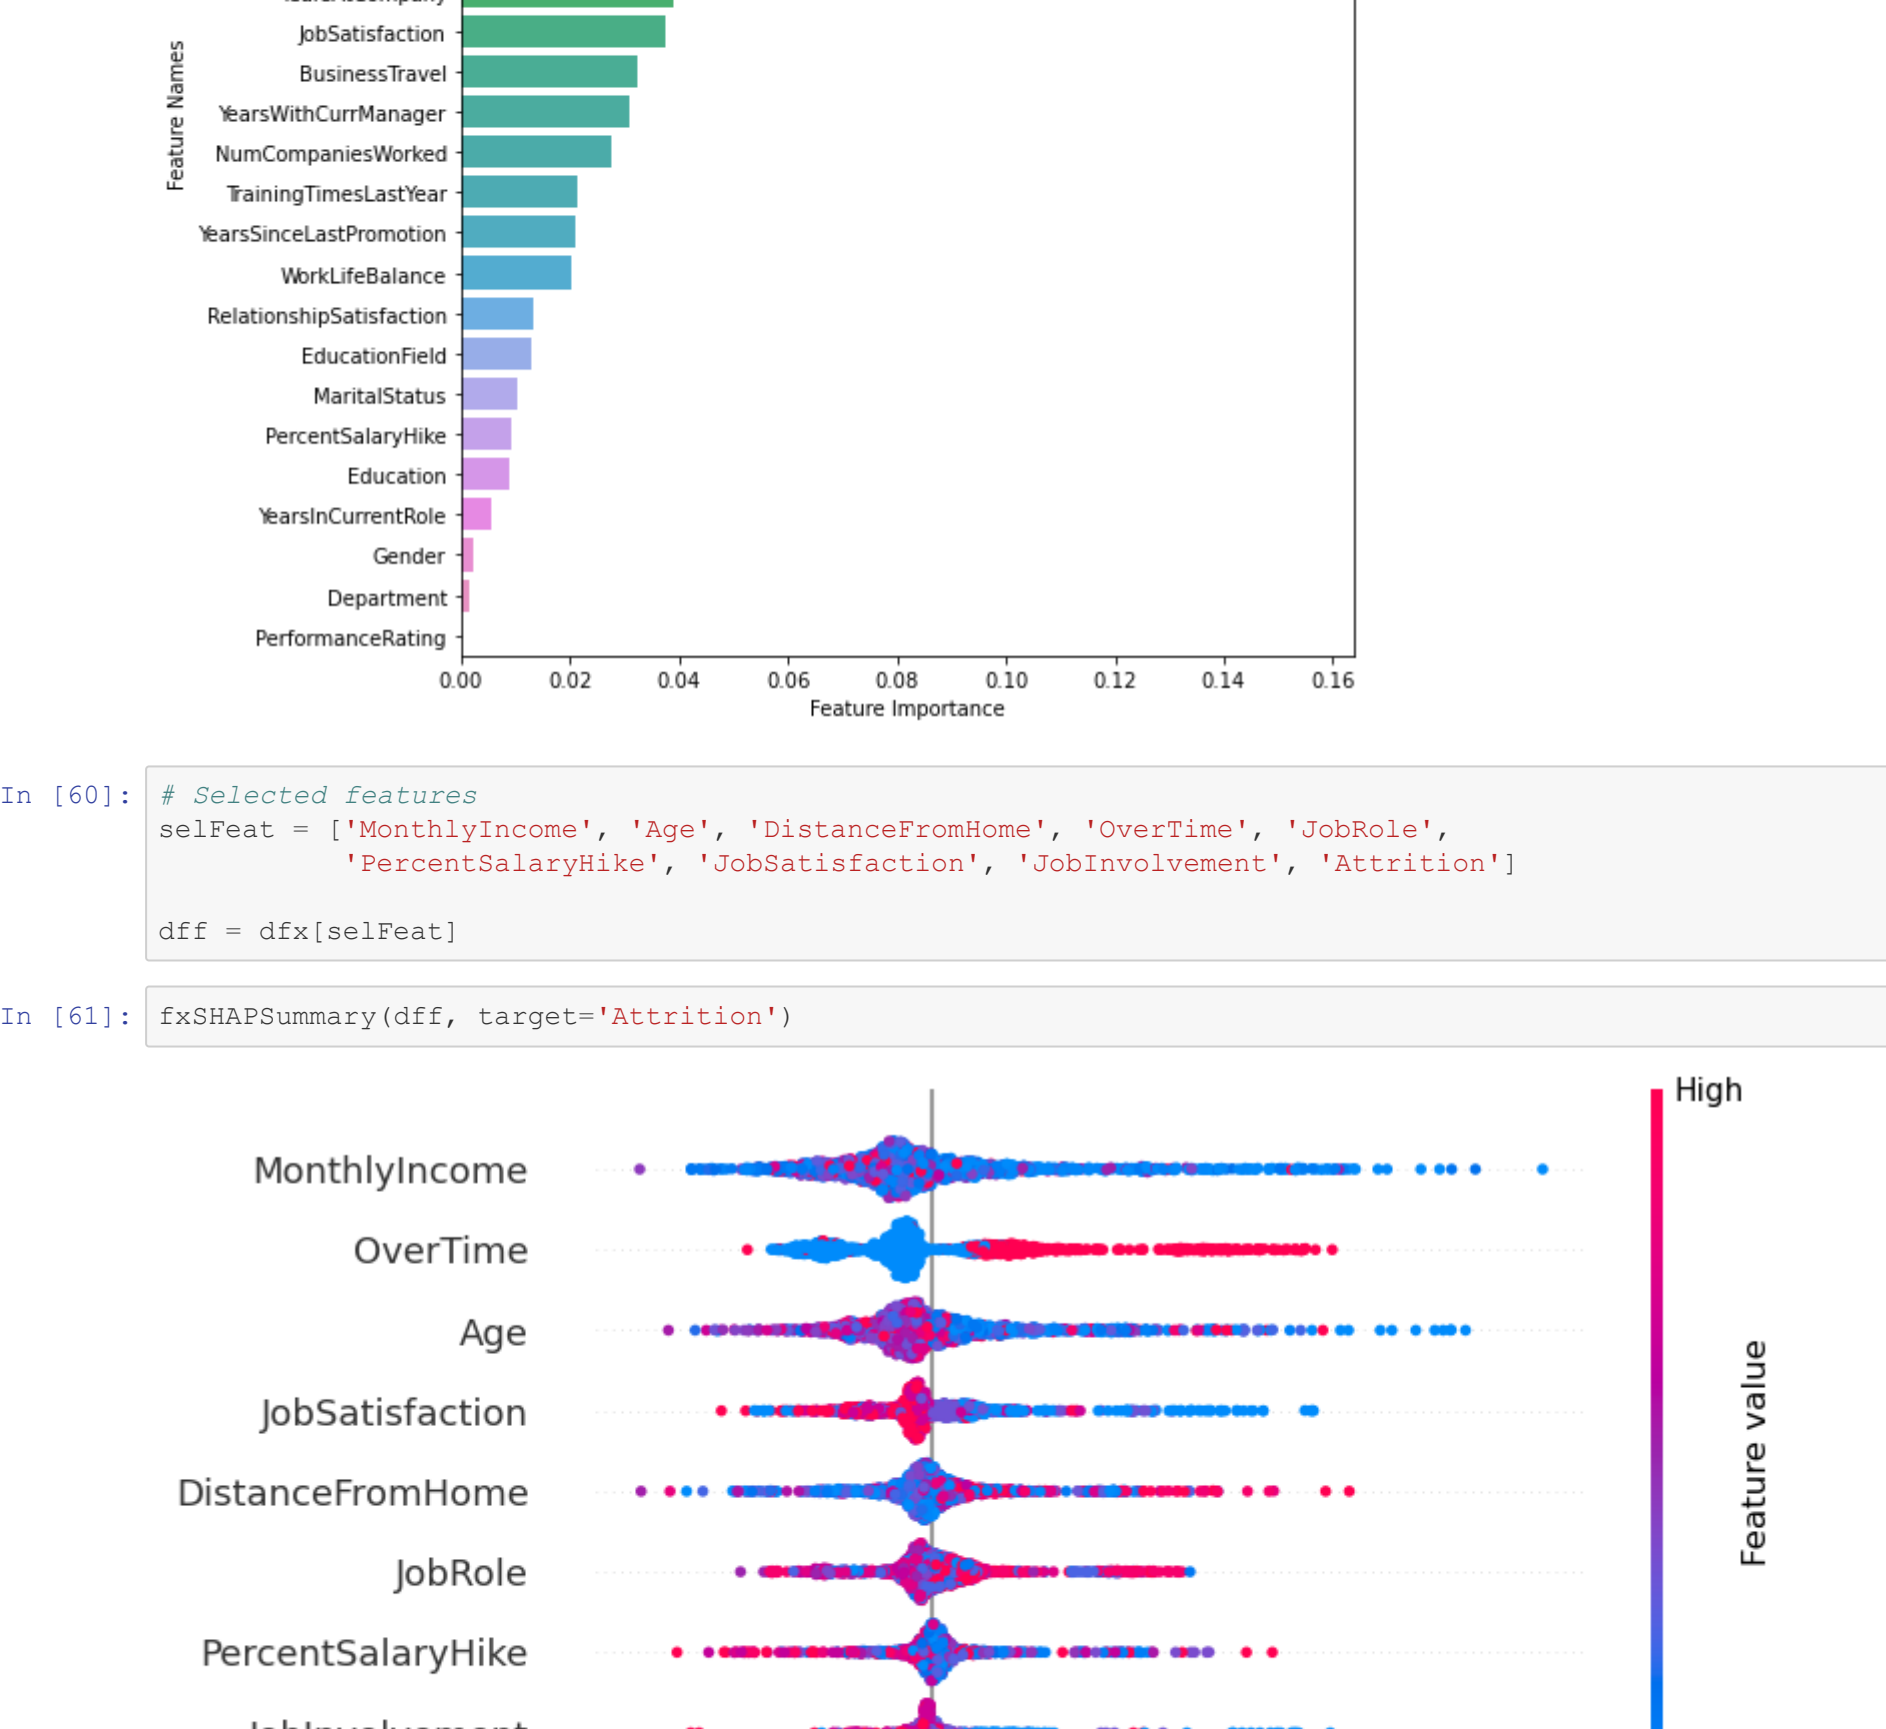 JobSatisfaction
BusinessTravel
YearsWithCurrManager
NumCompaniesWorked
TrainingTimesLastYear
YearsSinceLastPromotion
WorkLifeBalance
RelationshipSatisfaction
EducationField
MaritalStatus
PercentSalaryHike
Education
YearsInCurrentRole
Gender
Department
PerformanceRating
Feature Names
0.00 0.02 0.04 0.06 0.08 0.10 0.12 0.14 0.16
Feature Importance
In [60]: # Selected features
selFeat = ['MonthlyIncome', 'Age', 'DistanceFromHome', 'OverTime', 'JobRole',
'PercentSalaryHike', 'JobSatisfaction', 'JobInvolvement', 'Attrition']
dff = dfx[selFeat]
In [61]: fxSHAPSummary(dff, target='Attrition')
High
MonthlyIncome
OverTime
Age
JobSatisfaction
DistanceFromHome
JobRole
PercentSalaryHike
JobInvolvement
Feature value